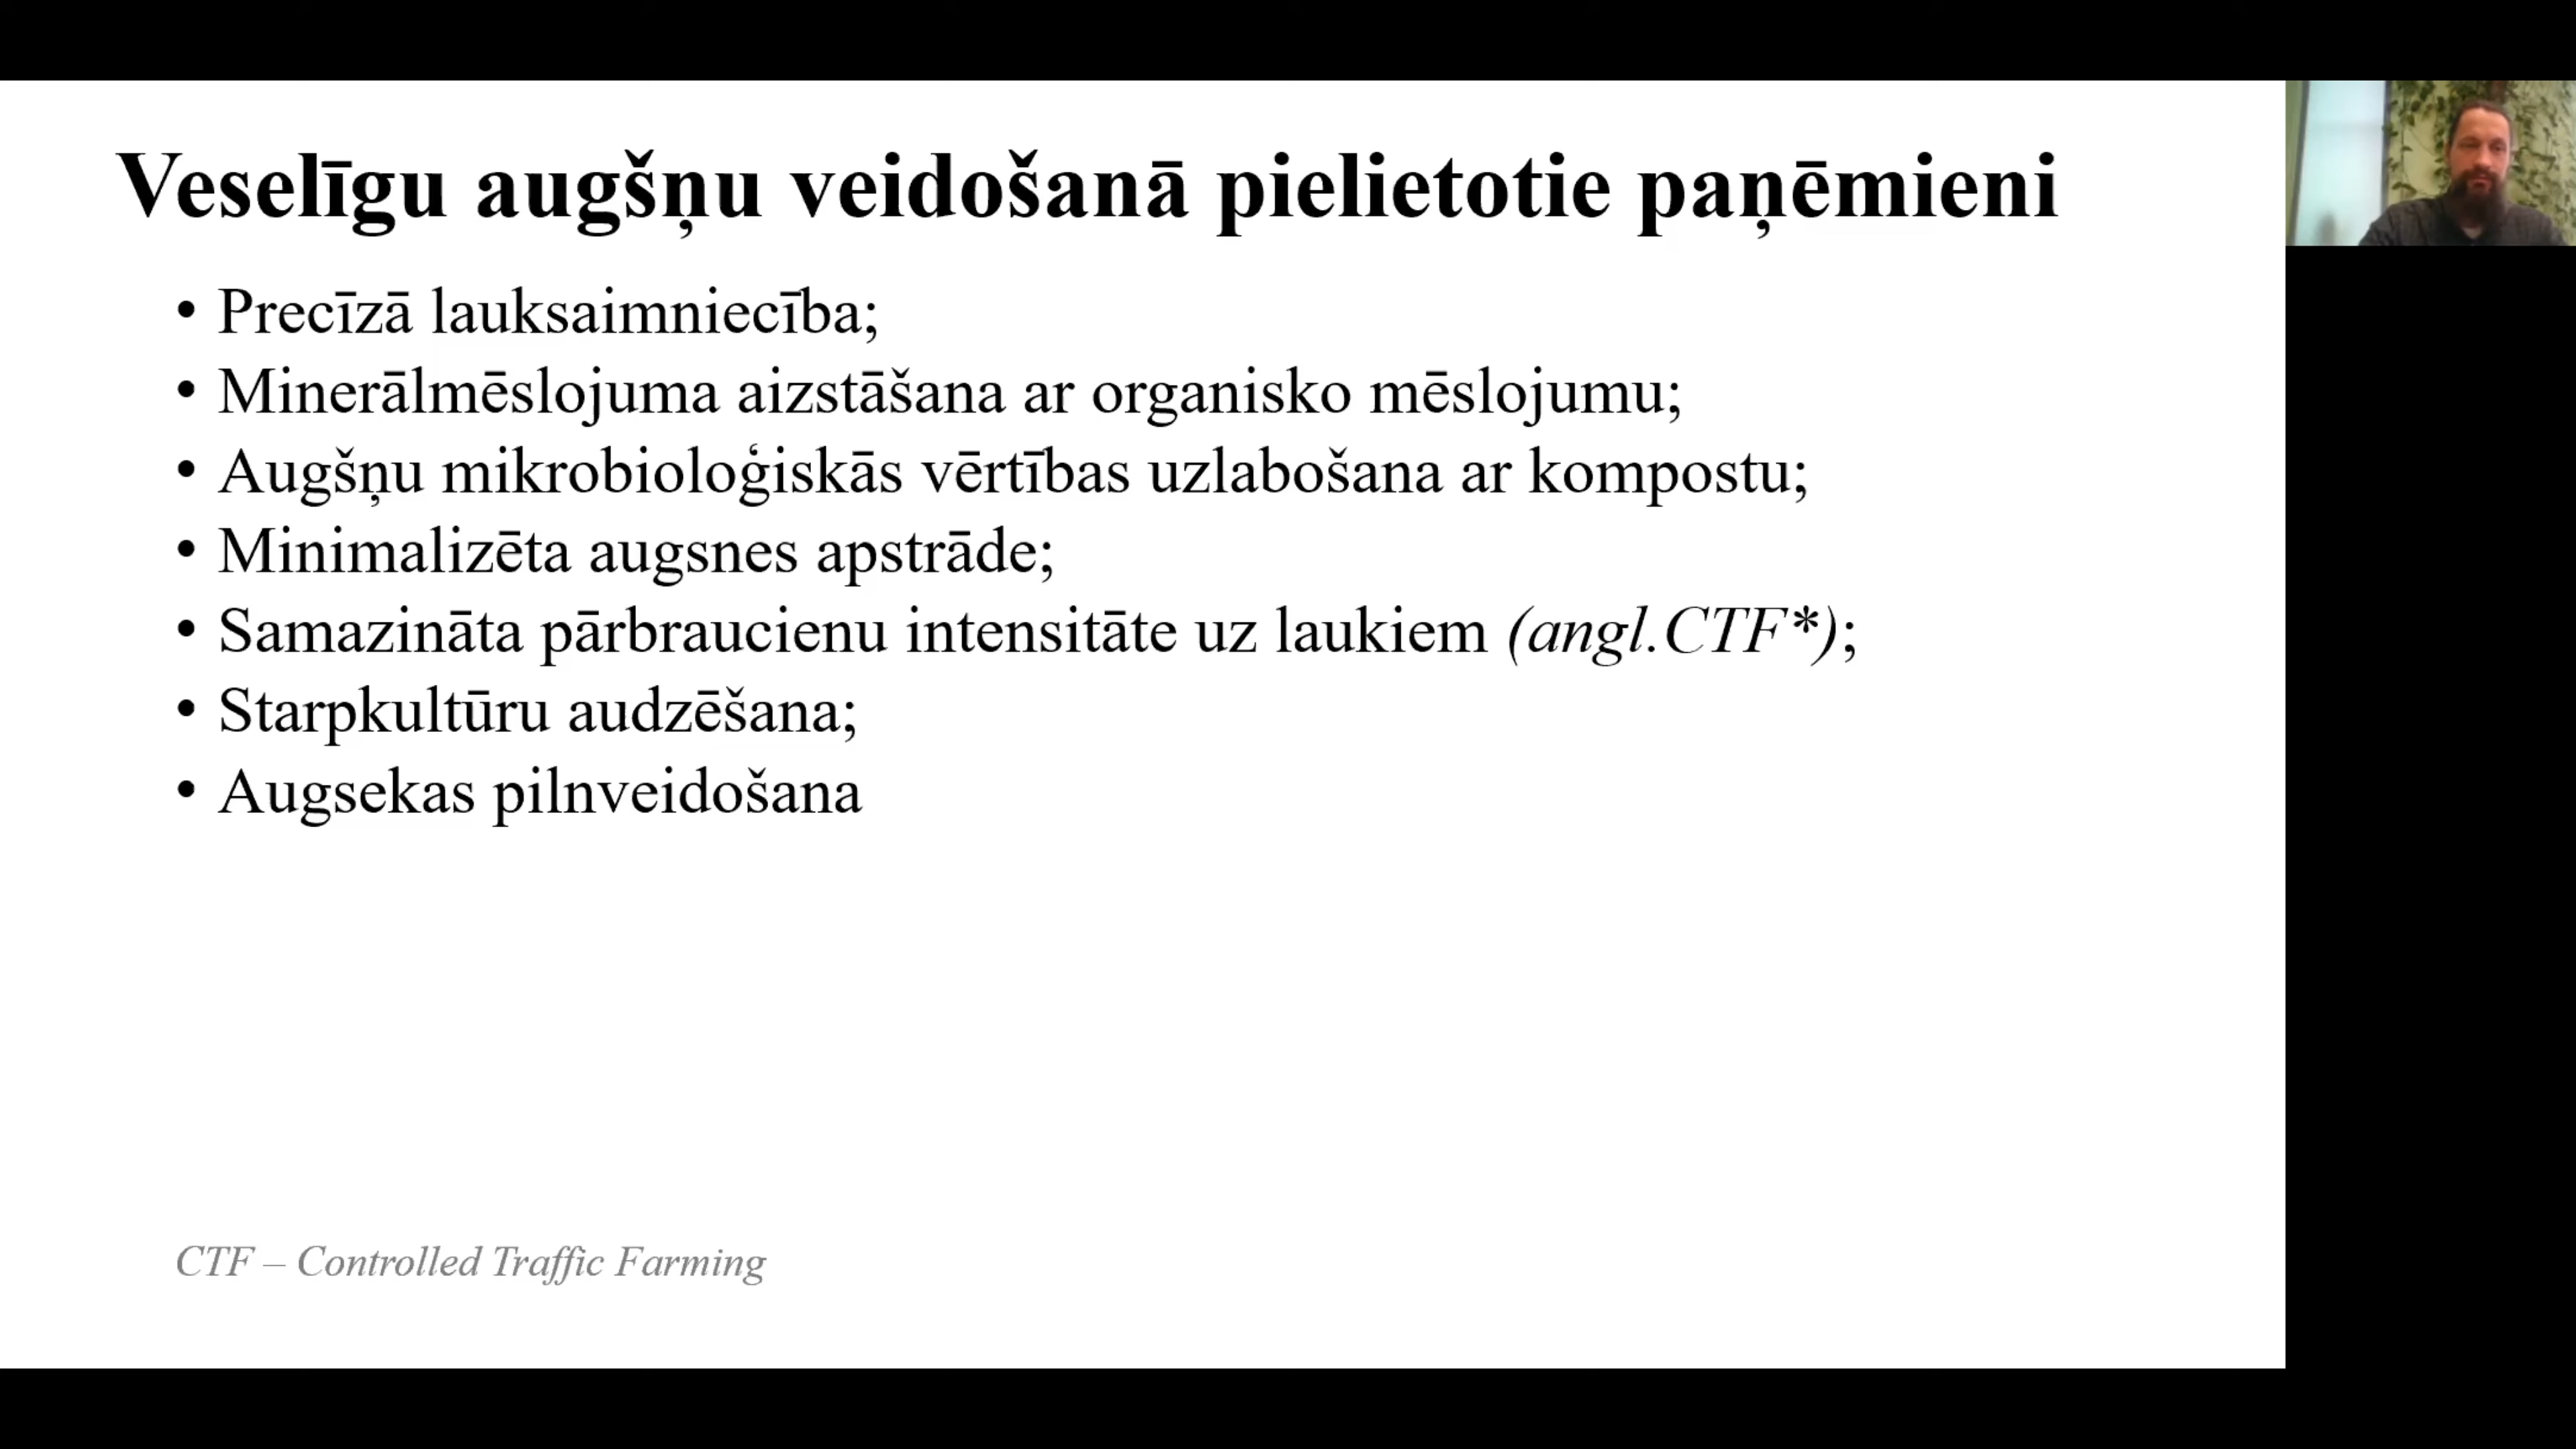 Veselīgu augšņu veidošanā pielietotie paņēmieni
• Precīzā lauksaimniecība;
• Minerālmēslojuma aizstāšana ar organisko mēslojumu;
• Augšņu mikrobioloģiskās vērtības uzlabošana ar kompostu;
• Minimalizēta augsnes apstrāde;
• Samazināta pārbraucienu intensitāte uz laukiem (angl.CTF*);
• Starpkultūru audzēšana;
• Augsekas pilnveidošana
CTF – Controlled Traffic Farming